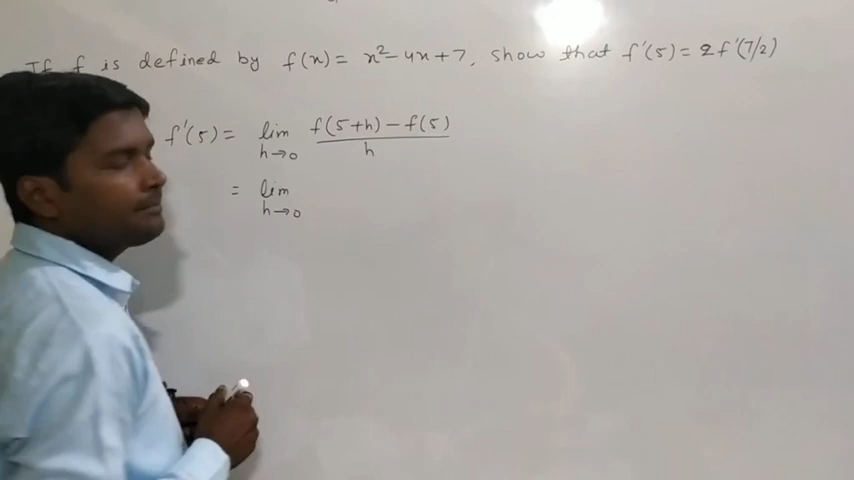 If f is defined by f(x) = x² - 4x + 7, show that f'(5) = 2 f'(7/2)
f'(5) = lim h→0 f(5+h) - f(5) / h
= lim h→0